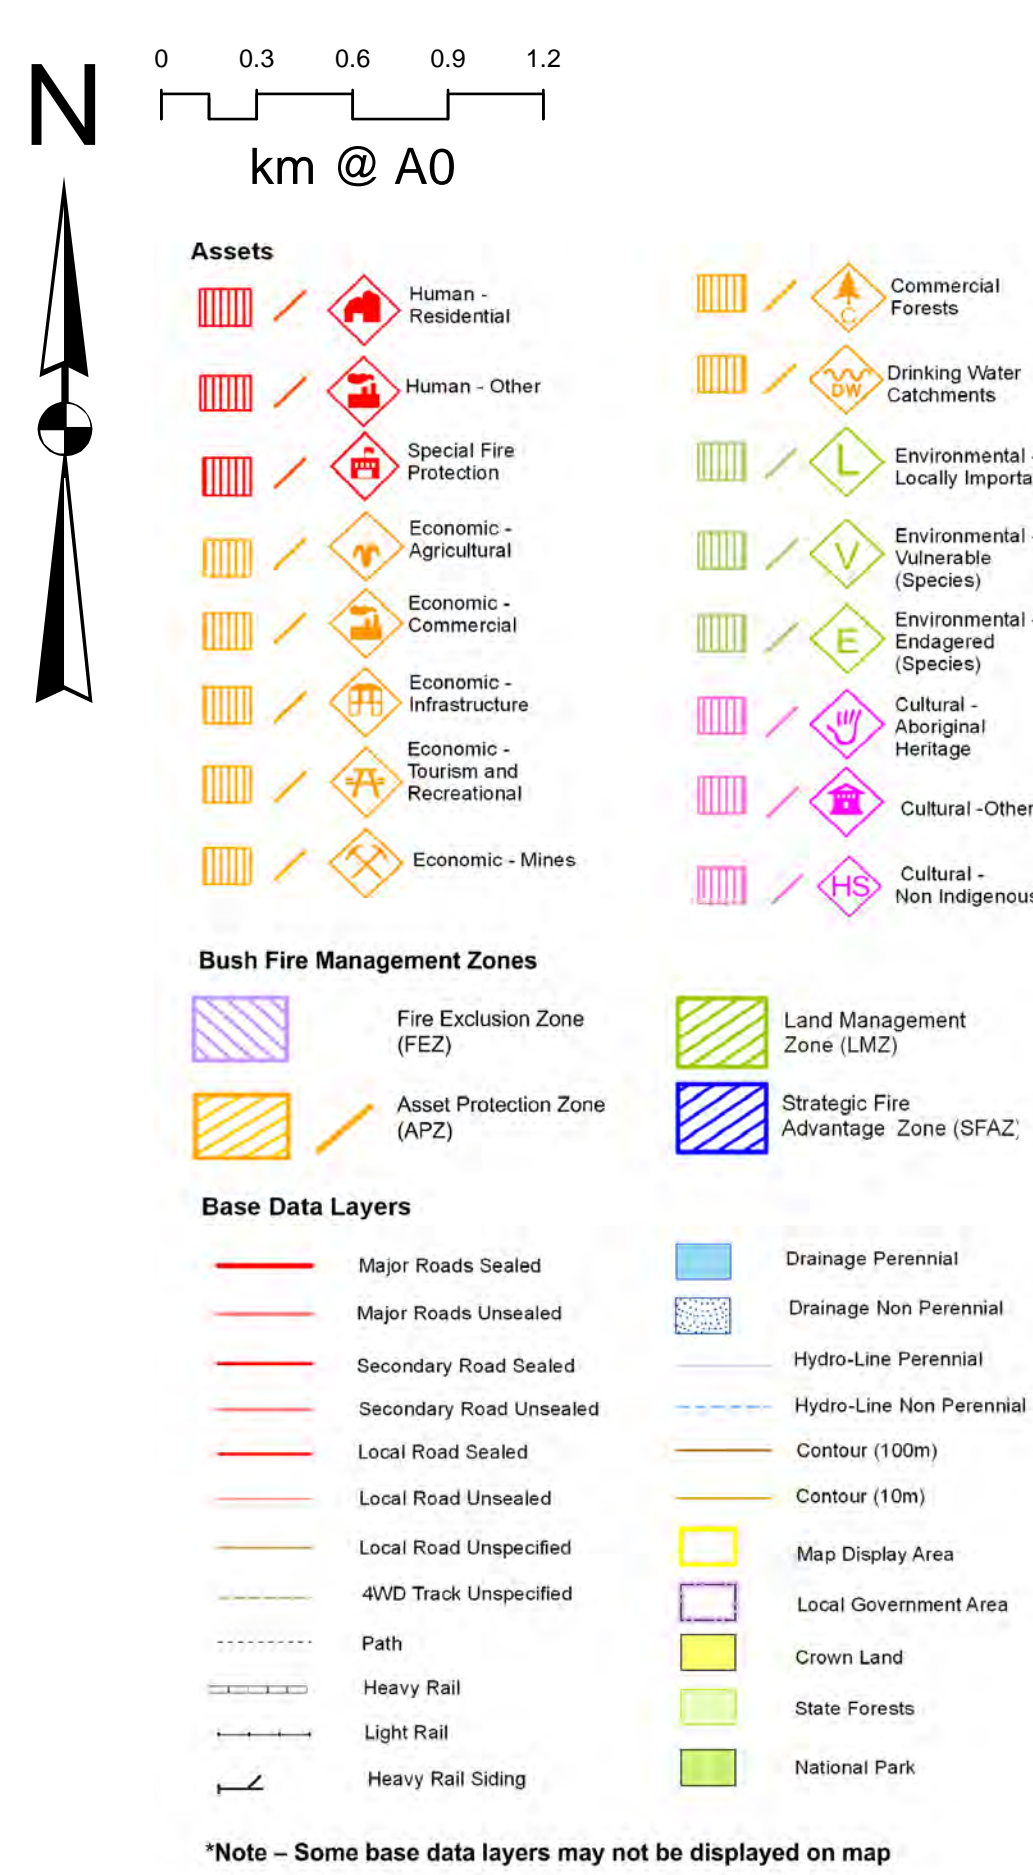 N
0 0.3 0.6 0.9 1.2
km @ A0
Assets
Human -
Residential
Human - Other
Special Fire
Protection
Economic -
Agricultural
Economic -
Commercial
Economic -
Infrastructure
Economic -
Tourism and
Recreational
Economic - Mines
C
Commercial
Forests
DW
Drinking Water
Catchments
L
Environmental -
Locally Importa
V
Environmental -
Vulnerable
(Species)
E
Environmental -
Endagered
(Species)
Cultural -
Aboriginal
Heritage
Cultural -Other
HS
Cultural -
Non Indigenous
Bush Fire Management Zones
Fire Exclusion Zone
(FEZ)
Asset Protection Zone
(APZ)
Land Management
Zone (LMZ)
Strategic Fire
Advantage Zone (SFAZ)
Base Data Layers
Major Roads Sealed
Major Roads Unsealed
Secondary Road Sealed
Secondary Road Unsealed
Local Road Sealed
Local Road Unsealed
Local Road Unspecified
4WD Track Unspecified
Path
Heavy Rail
Light Rail
Heavy Rail Siding
Drainage Perennial
Drainage Non Perennial
Hydro-Line Perennial
Hydro-Line Non Perennial
Contour (100m)
Contour (10m)
Map Display Area
Local Government Area
Crown Land
State Forests
National Park
*Note – Some base data layers may not be displayed on map